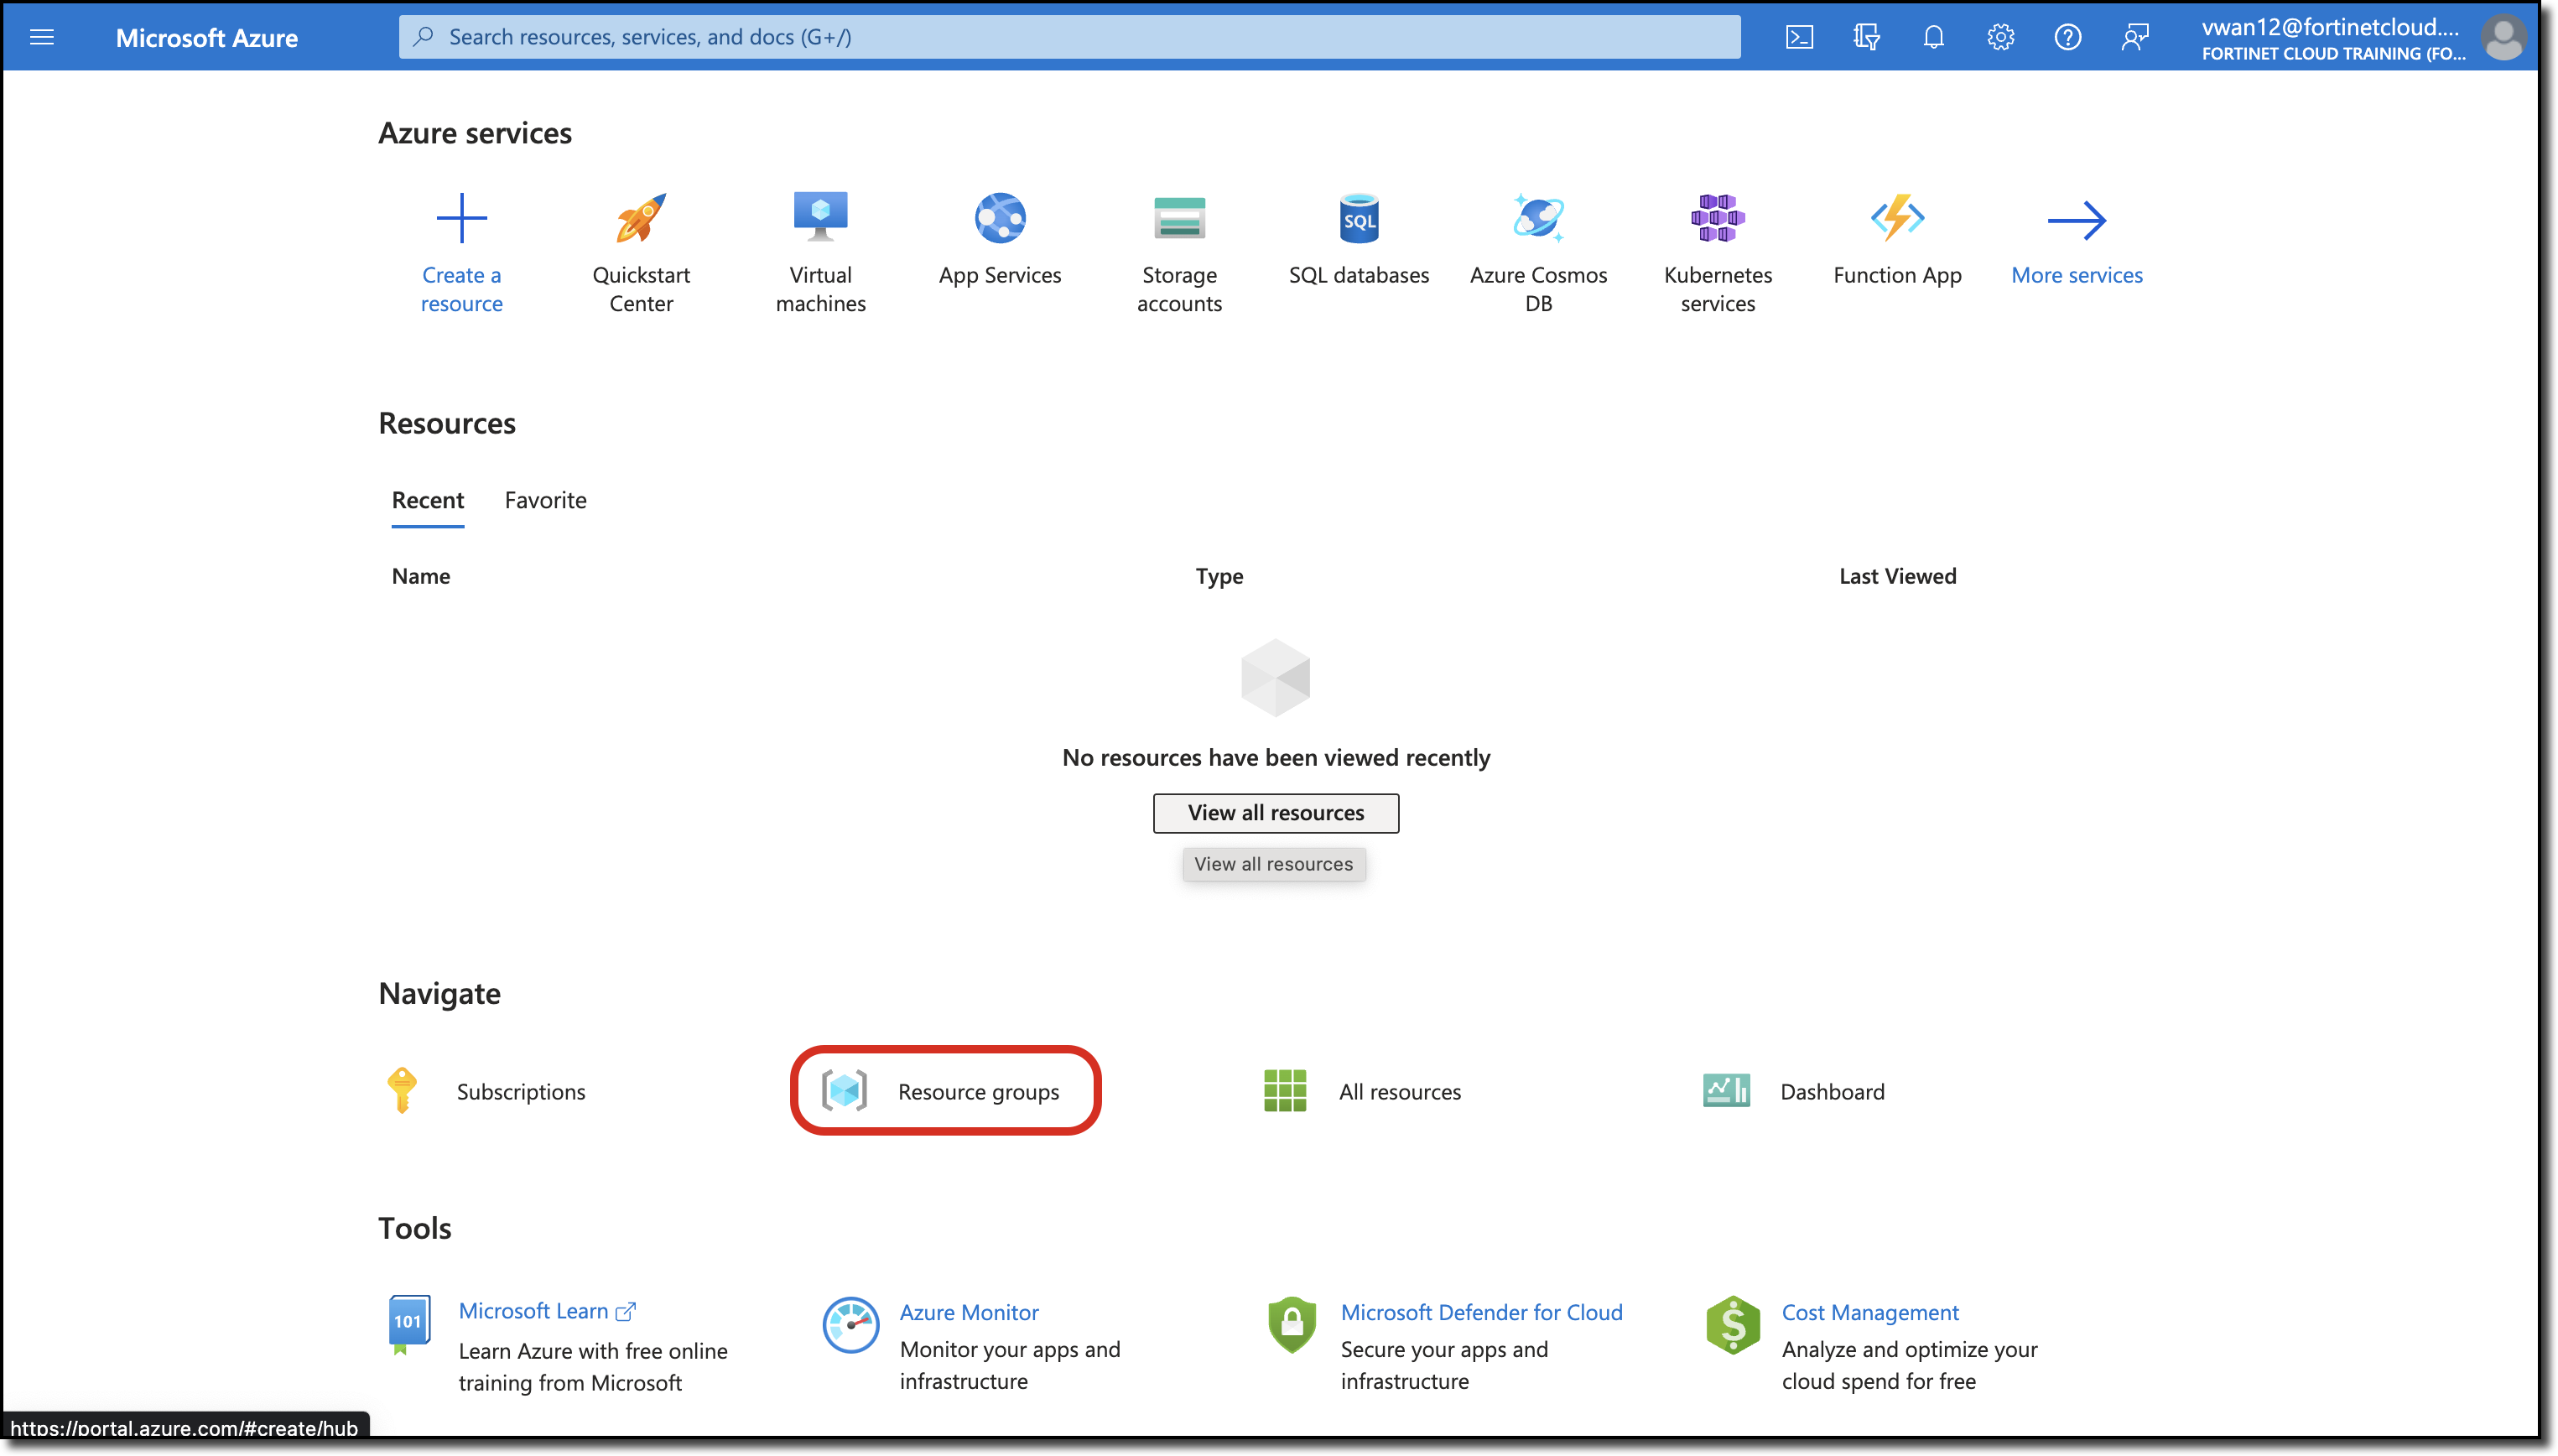 Microsoft Azure
Search resources, services, and docs (G+/)
vwan12@fortinetcloud....
FORTINET CLOUD TRAINING (FO...
Azure services
Create a resource
Quickstart Center
Virtual machines
App Services
Storage accounts
SQL
SQL databases
Azure Cosmos DB
Kubernetes services
Function App
More services
Resources
Recent Favorite
Name Type Last Viewed
No resources have been viewed recently
View all resources
View all resources
Navigate
Subscriptions
Resource groups
All resources
Dashboard
Tools
101
Microsoft Learn
Learn Azure with free online
training from Microsoft
Azure Monitor
Monitor your apps and
infrastructure
Microsoft Defender for Cloud
Secure your apps and
infrastructure
$
Cost Management
Analyze and optimize your
cloud spend for free
https://portal.azure.com/#create/hub